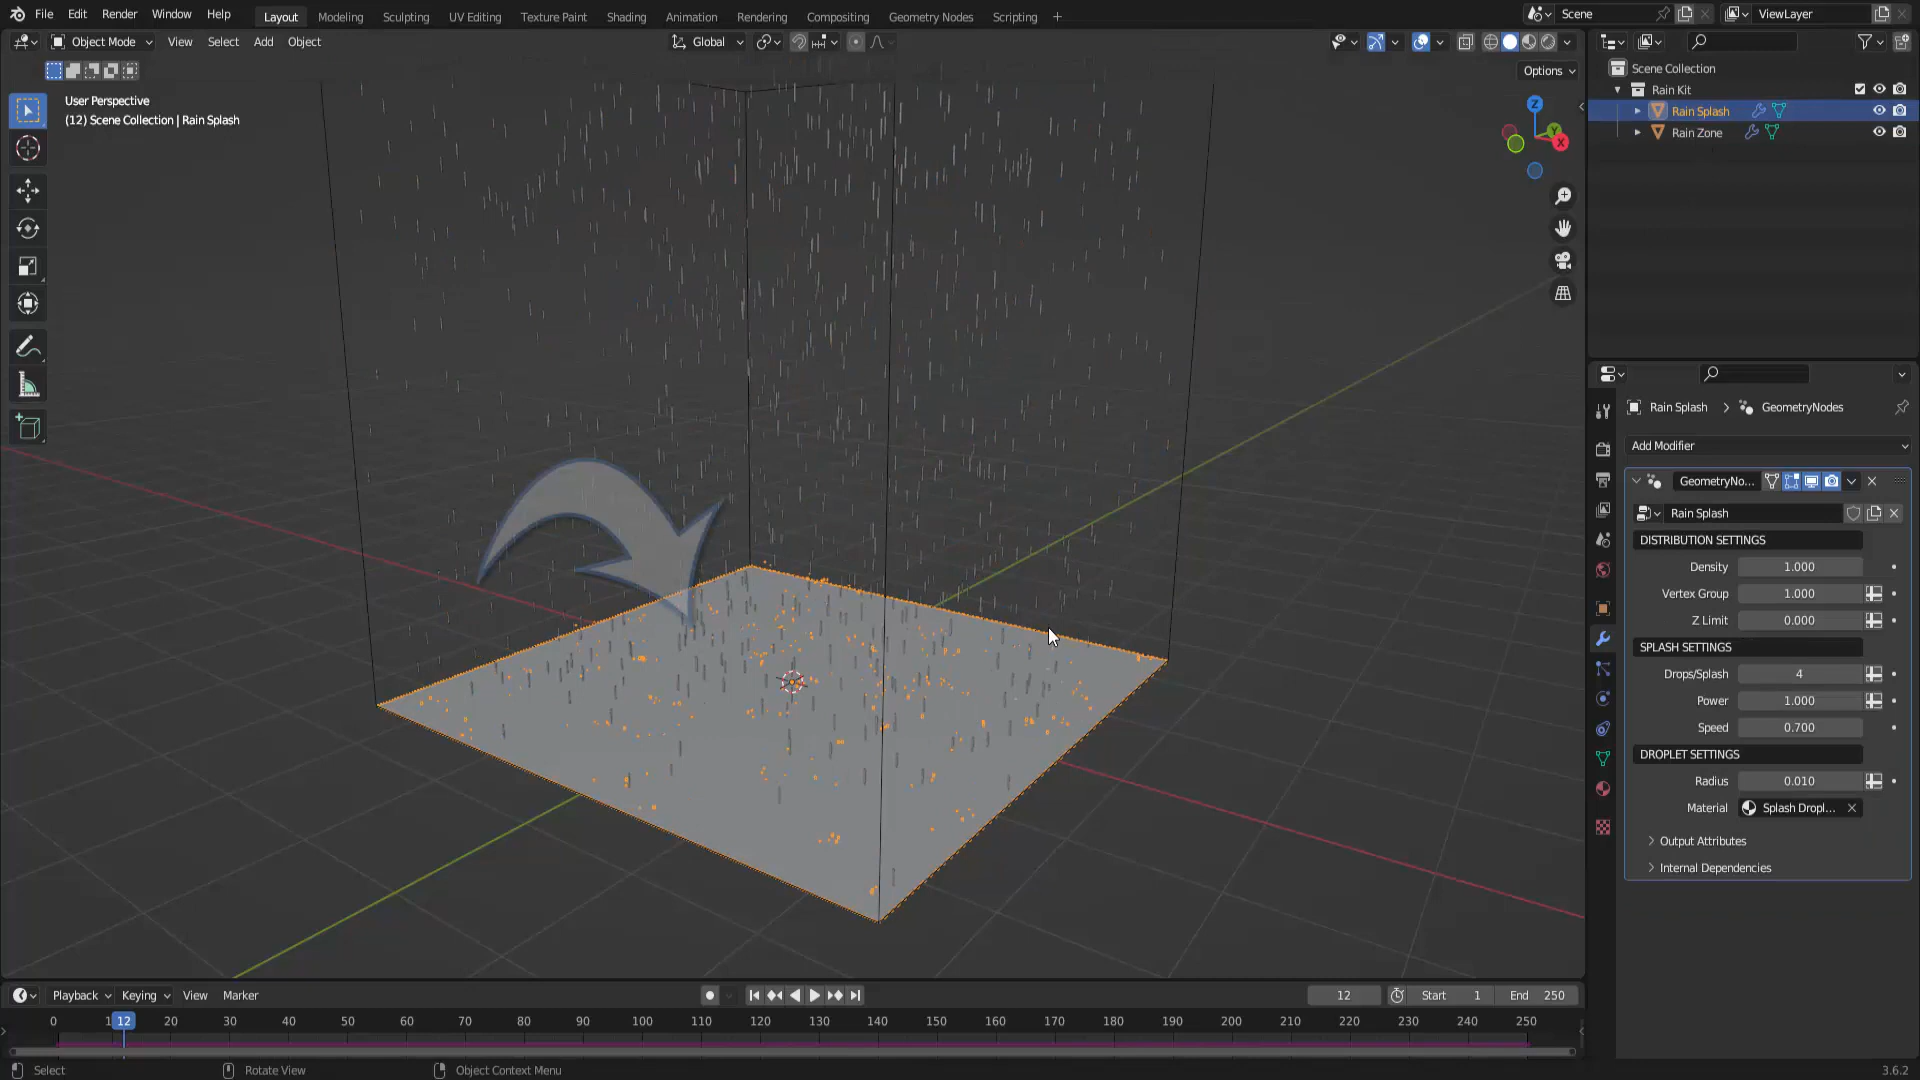 File Edit Render Window Help Layout Modeling Sculpting UV Editing Texture Paint Shading Animation Rendering Compositing Geometry Nodes Scripting + Scene ViewLayer
Object Mode View Select Add Object Global
Options
User Perspective
(12) Scene Collection | Rain Splash
Z
Y
X
Scene Collection
Rain Kit
Rain Splash
Rain Zone
Rain Splash > GeometryNodes
Add Modifier
GeometryNo...
Rain Splash
DISTRIBUTION SETTINGS
Density 1.000
Vertex Group 1.000
Z Limit 0.000
SPLASH SETTINGS
Drops/Splash 4
Power 1.000
Speed 0.700
DROPLET SETTINGS
Radius 0.010
Material Splash Dropl...
Output Attributes
Internal Dependencies
Playback Keying View Marker 12 Start 1 End 250
0 1 12 20 30 40 50 60 70 80 90 100 110 120 130 140 150 160 170 180 190 200 210 220 230 240 250
Select Rotate View Object Context Menu 3.6.2